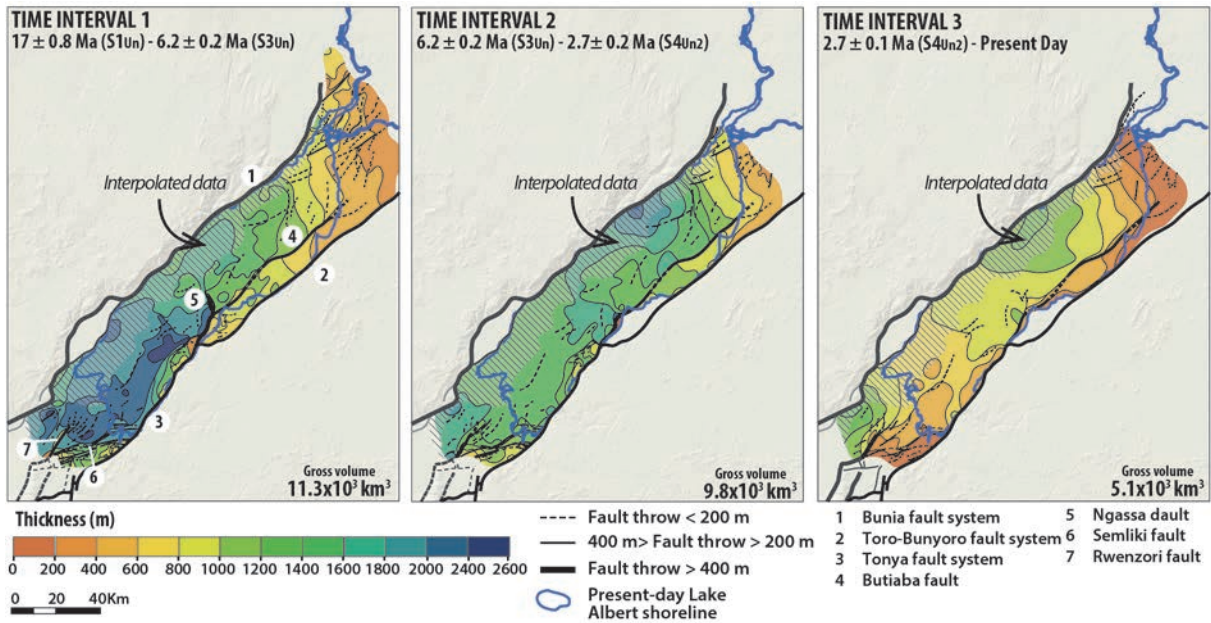 TIME INTERVAL 1
17 ± 0.8 Ma (S1Un) - 6.2 ± 0.2 Ma (S3Un)
Interpolated data
1
4
2
5
3
7
6
Gross volume
11.3x10³ km³
TIME INTERVAL 2
6.2 ± 0.2 Ma (S3Un) - 2.7 ± 0.2 Ma (S4Un2)
Interpolated data
Gross volume
9.8x10³ km³
TIME INTERVAL 3
2.7 ± 0.1 Ma (S4Un2) - Present Day
Interpolated data
Gross volume
5.1x10³ km³
Thickness (m)
0 200 400 600 800 1000 1200 1400 1600 1800 2000 2400 2600
0 20 40Km
Fault throw < 200 m
400 m> Fault throw > 200 m
Fault throw > 400 m
Present-day Lake
Albert shoreline
1 Bunia fault system
2 Toro-Bunyoro fault system
3 Tonya fault system
4 Butiaba fault
5 Ngassa dault
6 Semliki fault
7 Rwenzori fault